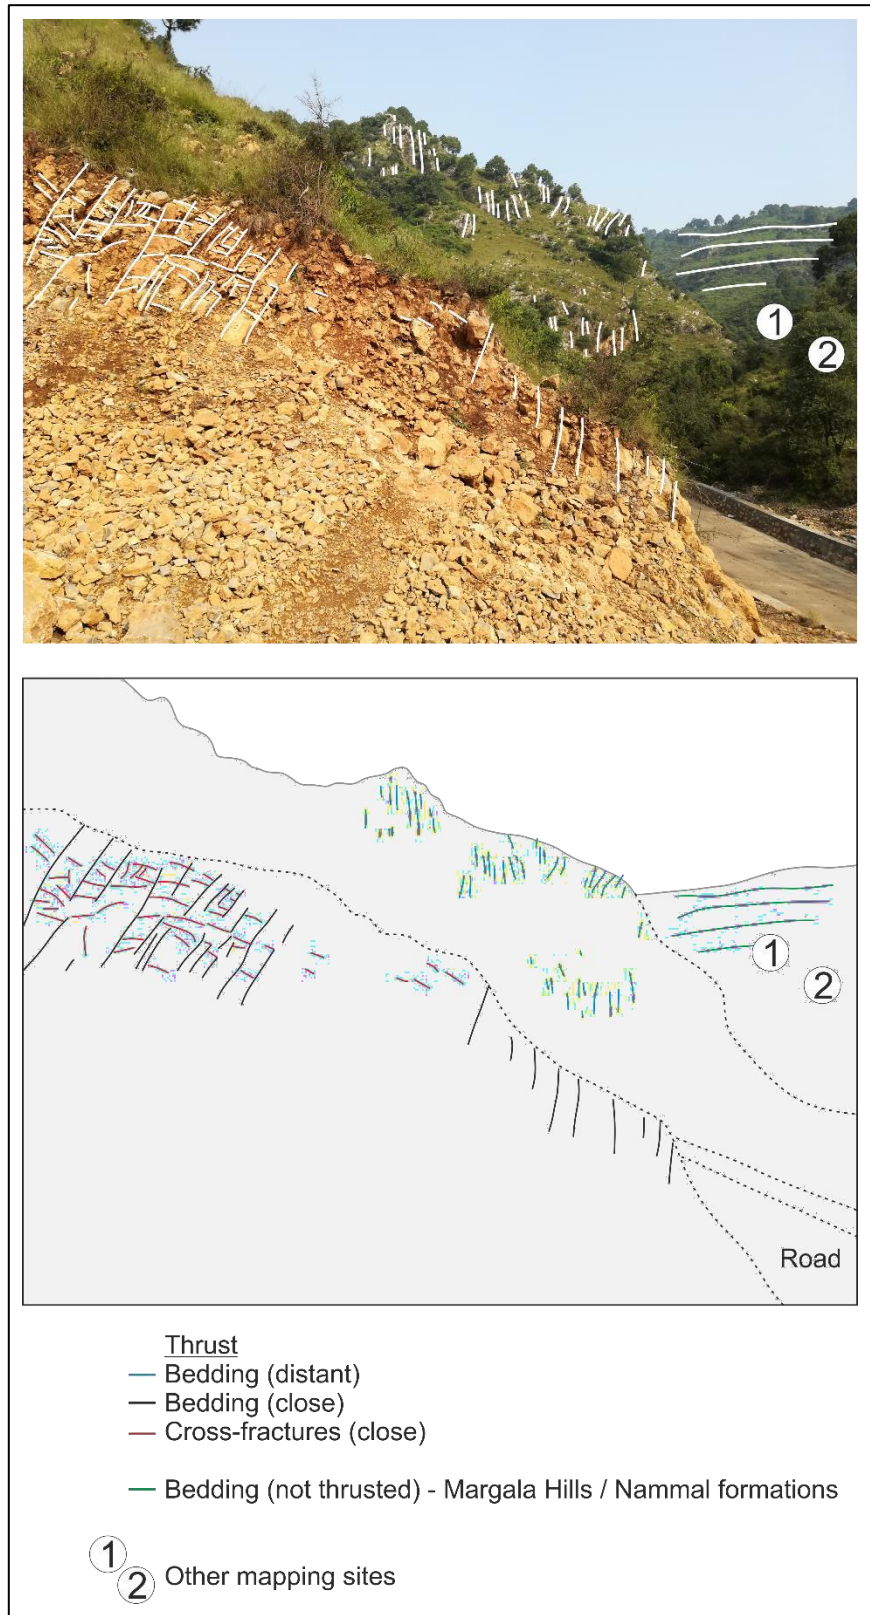 1
2
1
2
Road
Thrust
Bedding (distant)
Bedding (close)
Cross-fractures (close)
Bedding (not thrusted) - Margala Hills / Nammal formations
1
2
Other mapping sites